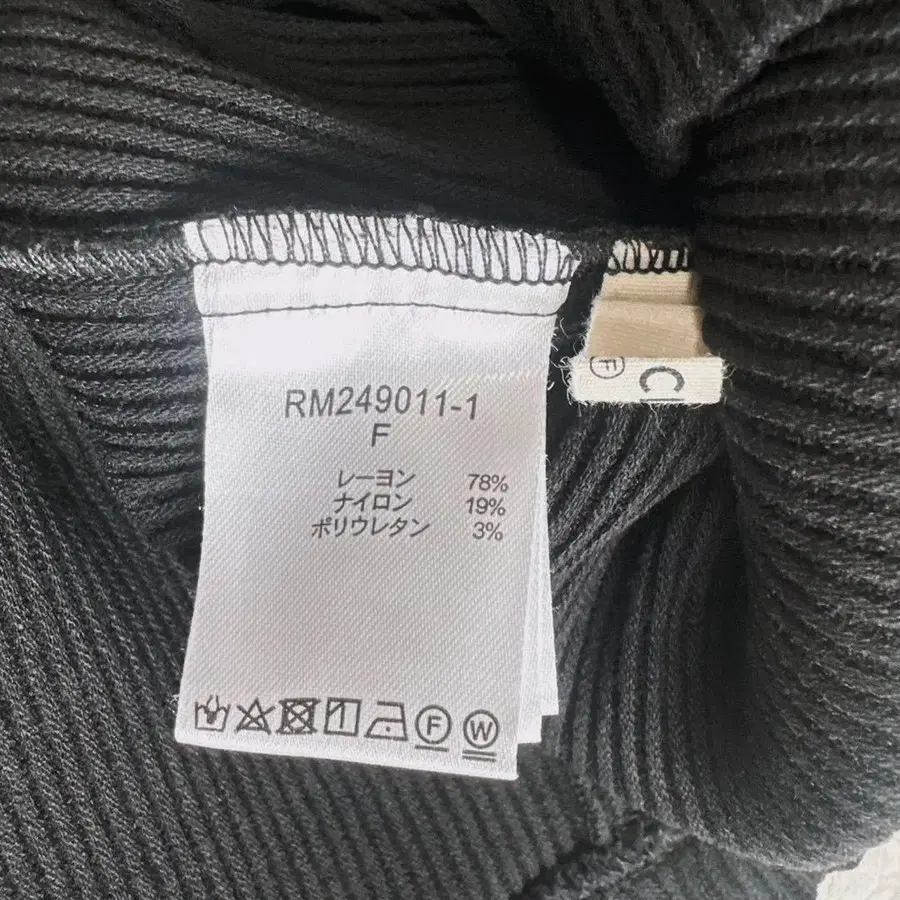 RM249011-1
F
レーヨン 78%
ナイロン 19%
ポリウレタン 3%
F W
F